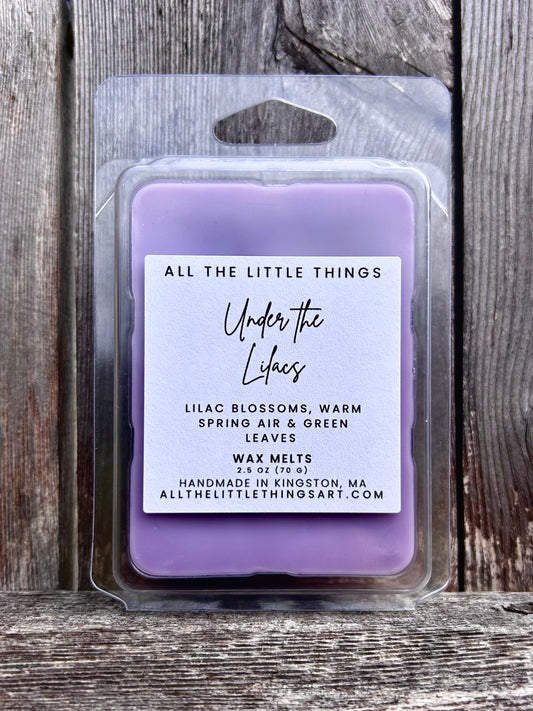 ALL THE LITTLE THINGS
Under the
Lilacs
LILAC BLOSSOMS, WARM
SPRING AIR & GREEN
LEAVES
WAX MELTS
2.5 OZ (70 G)
HANDMADE IN KINGSTON, MA
ALLTHELITTLETHINGSART.COM